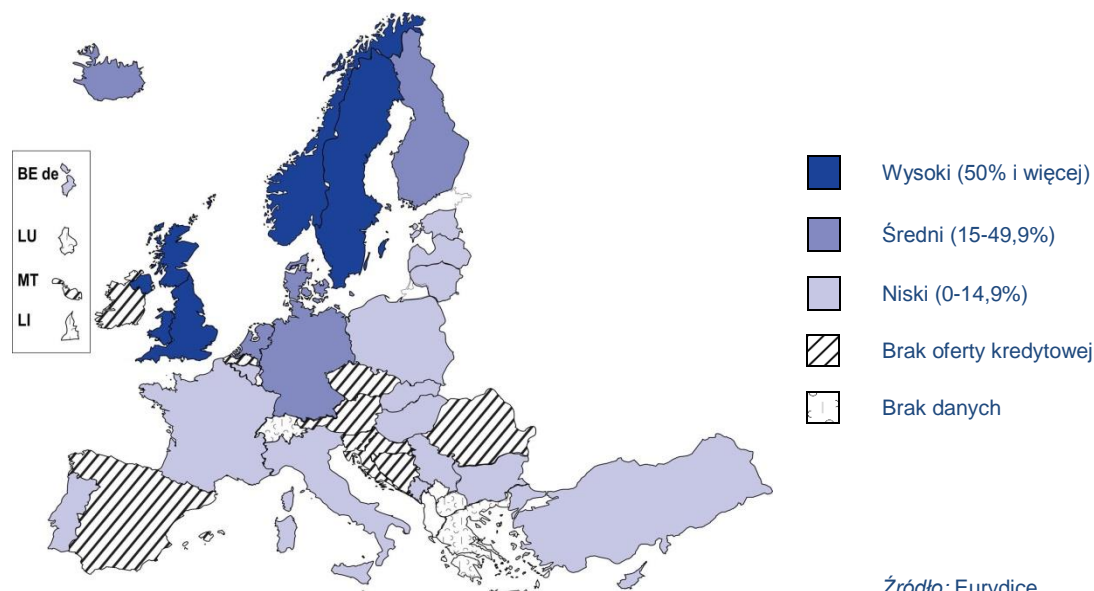 BE de
LU
MT
LI
Wysoki (50% i więcej)
Średni (15-49,9%)
Niski (0-14,9%)
Brak oferty kredytowej
Brak danych
Źródło: Eurydice